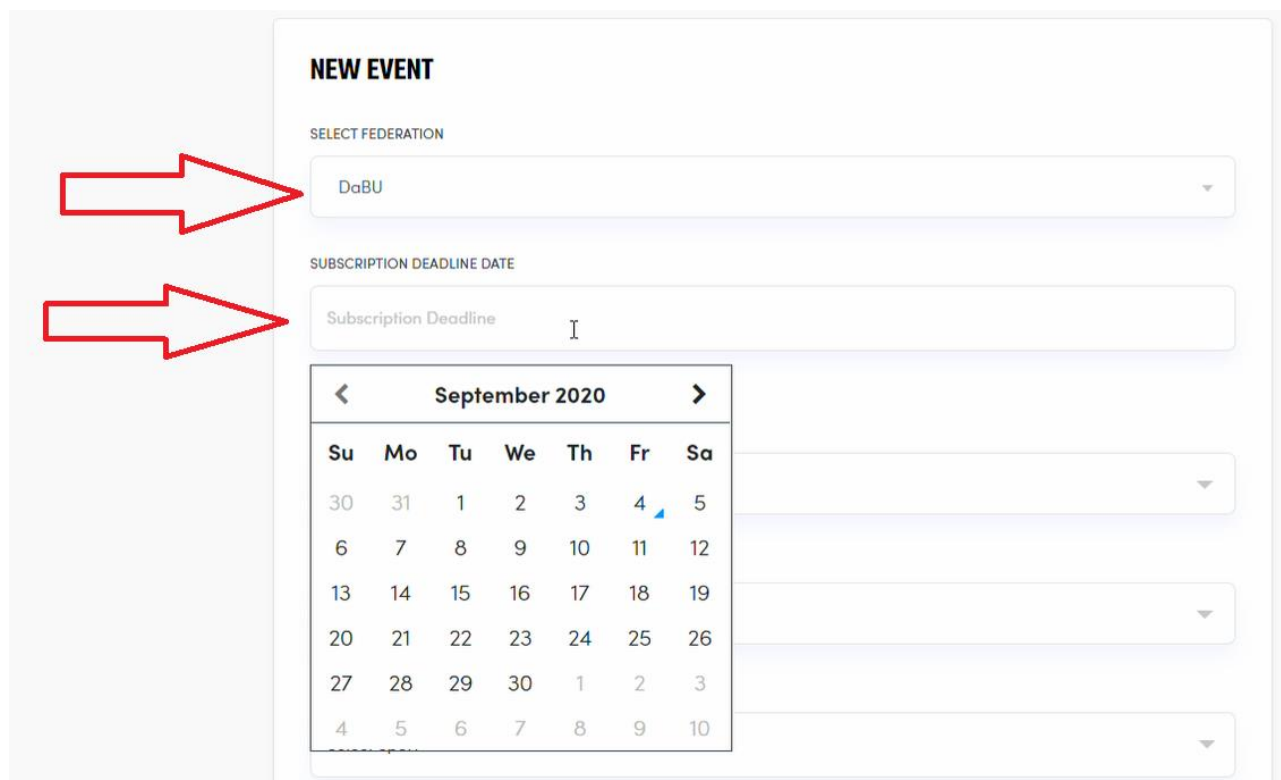 NEW EVENT
SELECT FEDERATION
DaBU
SUBSCRIPTION DEADLINE DATE
Subscription Deadline
September 2020
Su Mo Tu We Th Fr Sa
30 31 1 2 3 4 5
6 7 8 9 10 11 12
13 14 15 16 17 18 19
20 21 22 23 24 25 26
27 28 29 30 1 2 3
4 5 6 7 8 9 10